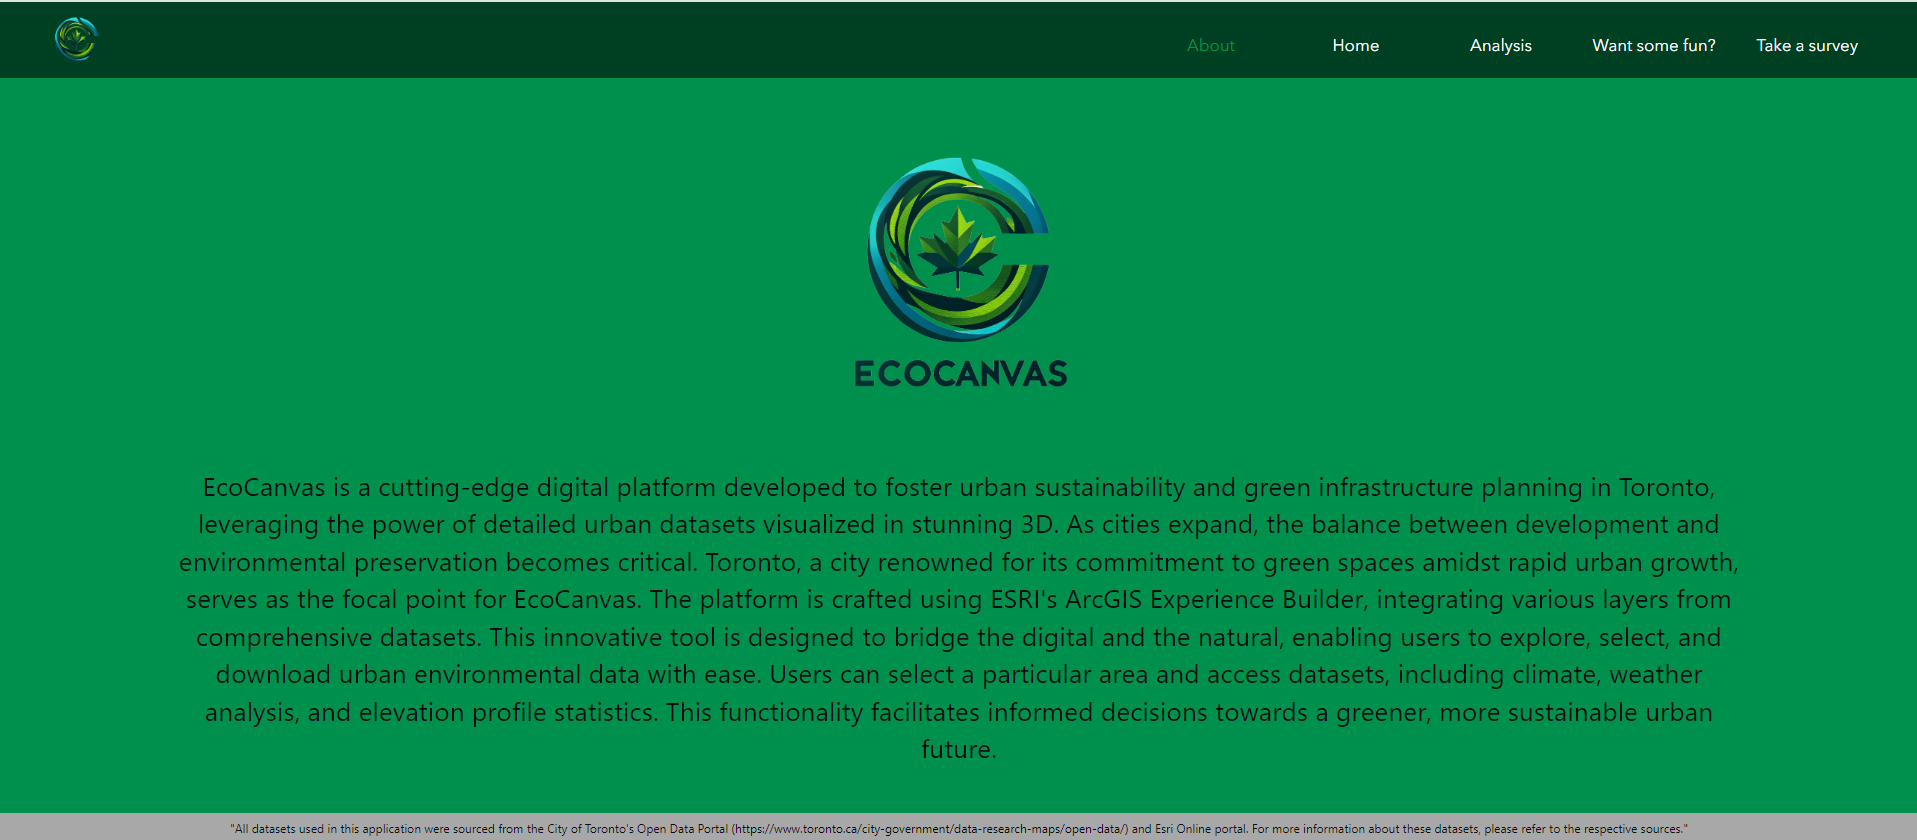 About Home Analysis Want some fun? Take a survey
ECOCANVAS
EcoCanvas is a cutting-edge digital platform developed to foster urban sustainability and green infrastructure planning in Toronto,
leveraging the power of detailed urban datasets visualized in stunning 3D. As cities expand, the balance between development and
environmental preservation becomes critical. Toronto, a city renowned for its commitment to green spaces amidst rapid urban growth,
serves as the focal point for EcoCanvas. The platform is crafted using ESRI's ArcGIS Experience Builder, integrating various layers from
comprehensive datasets. This innovative tool is designed to bridge the digital and the natural, enabling users to explore, select, and
download urban environmental data with ease. Users can select a particular area and access datasets, including climate, weather
analysis, and elevation profile statistics. This functionality facilitates informed decisions towards a greener, more sustainable urban
future.
"All datasets used in this application were sourced from the City of Toronto's Open Data Portal (https://www.toronto.ca/city-government/data-research-maps/open-data/) and Esri Online portal. For more information about these datasets, please refer to the respective sources."